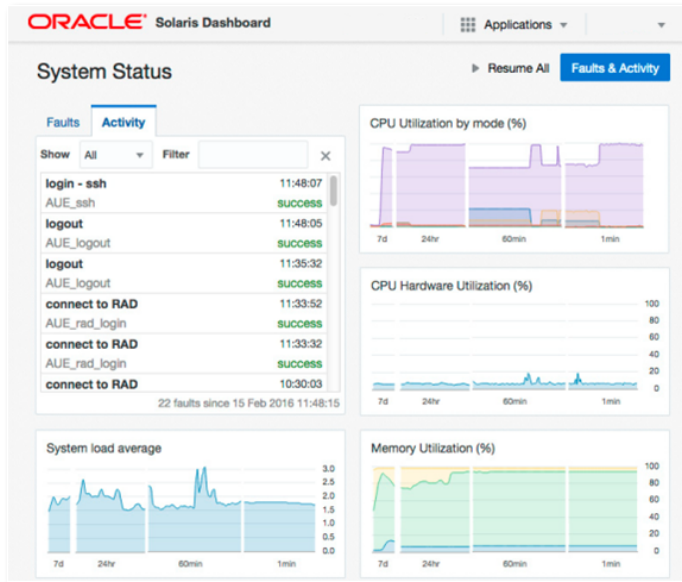 ORACLE® Solaris Dashboard
Applications
System Status
Resume All
Faults & Activity
Faults Activity
Show All Filter
login - ssh 11:48:07
AUE_ssh success
logout 11:48:05
AUE_logout success
logout 11:35:32
AUE_logout success
connect to RAD 11:33:52
AUE_rad_login success
connect to RAD 11:33:32
AUE_rad_login success
connect to RAD 10:30:03
22 faults since 15 Feb 2016 11:48:15
CPU Utilization by mode (%)
7d 24hr 60min 1min
CPU Hardware Utilization (%)
100
80
60
40
20
0
7d 24hr 60min 1min
System load average
3.0
2.5
2.0
1.5
1.0
0.5
0.0
7d 24hr 60min 1min
Memory Utilization (%)
100
80
60
40
20
0
7d 24hr 60min 1min